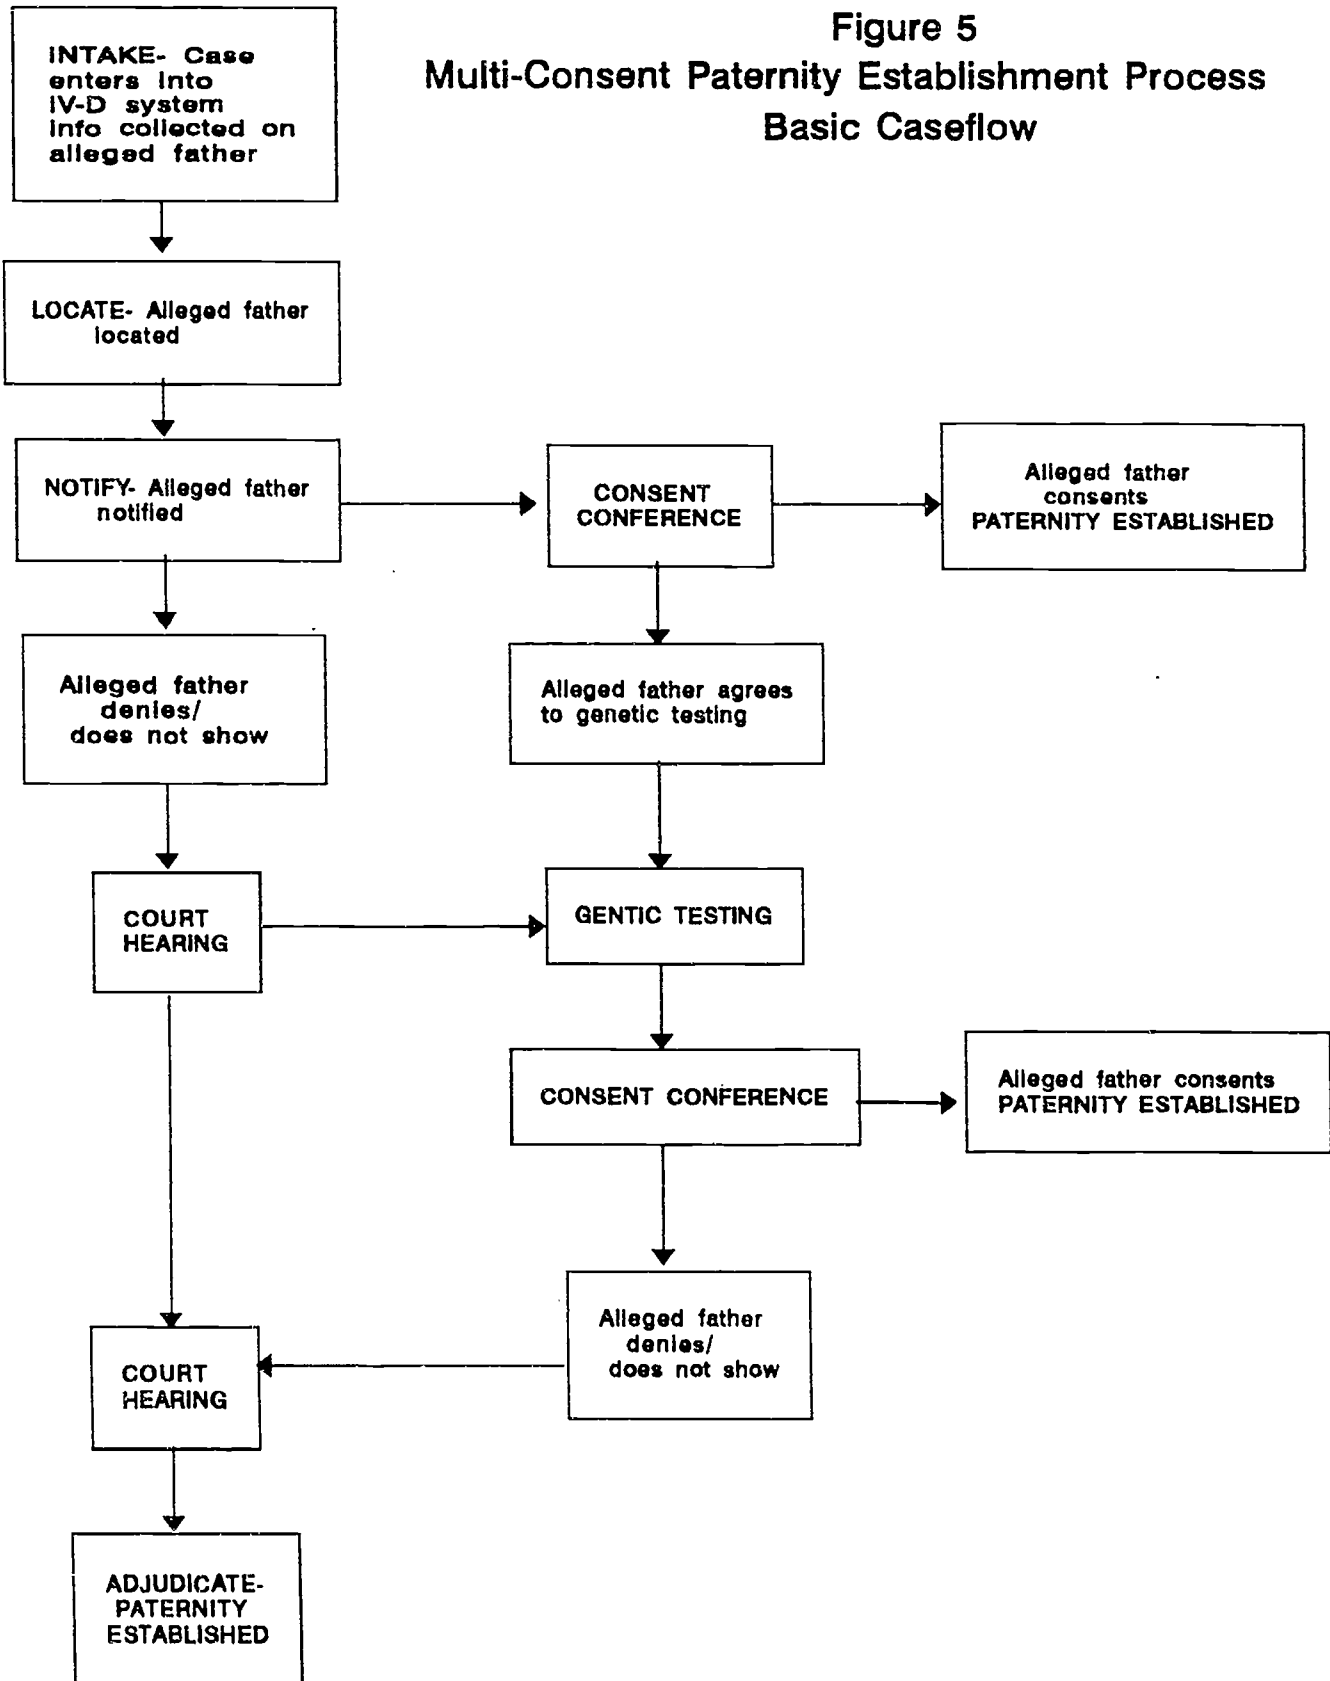 Figure 5
Multi-Consent Paternity Establishment Process
Basic Caseflow
INTAKE- Case
enters into
IV-D system
Info collected on
alleged father
LOCATE- Alleged father
located
NOTIFY- Alleged father
notified
CONSENT
CONFERENCE
Alleged father
consents
PATERNITY ESTABLISHED
Alleged father
denies/
does not show
Alleged father agrees
to genetic testing
COURT
HEARING
GENTIC TESTING
CONSENT CONFERENCE
Alleged father consents
PATERNITY ESTABLISHED
Alleged father
denies/
does not show
COURT
HEARING
ADJUDICATE-
PATERNITY
ESTABLISHED